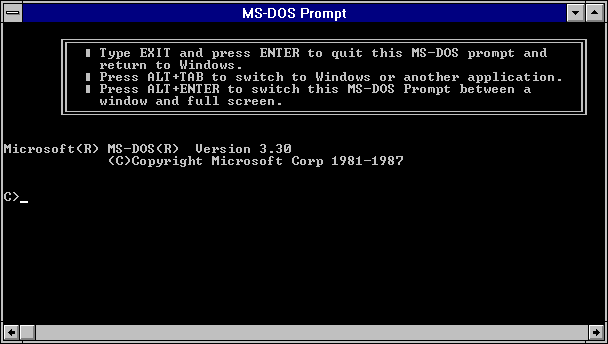 MS-DOS Prompt
Type EXIT and press ENTER to quit this MS-DOS prompt and
return to Windows.
Press ALT+TAB to switch to Windows or another application.
Press ALT+ENTER to switch this MS-DOS Prompt between a
window and full screen.
Microsoft(R) MS-DOS(R)  Version 3.30
(C)Copyright Microsoft Corp 1981-1987
C>_